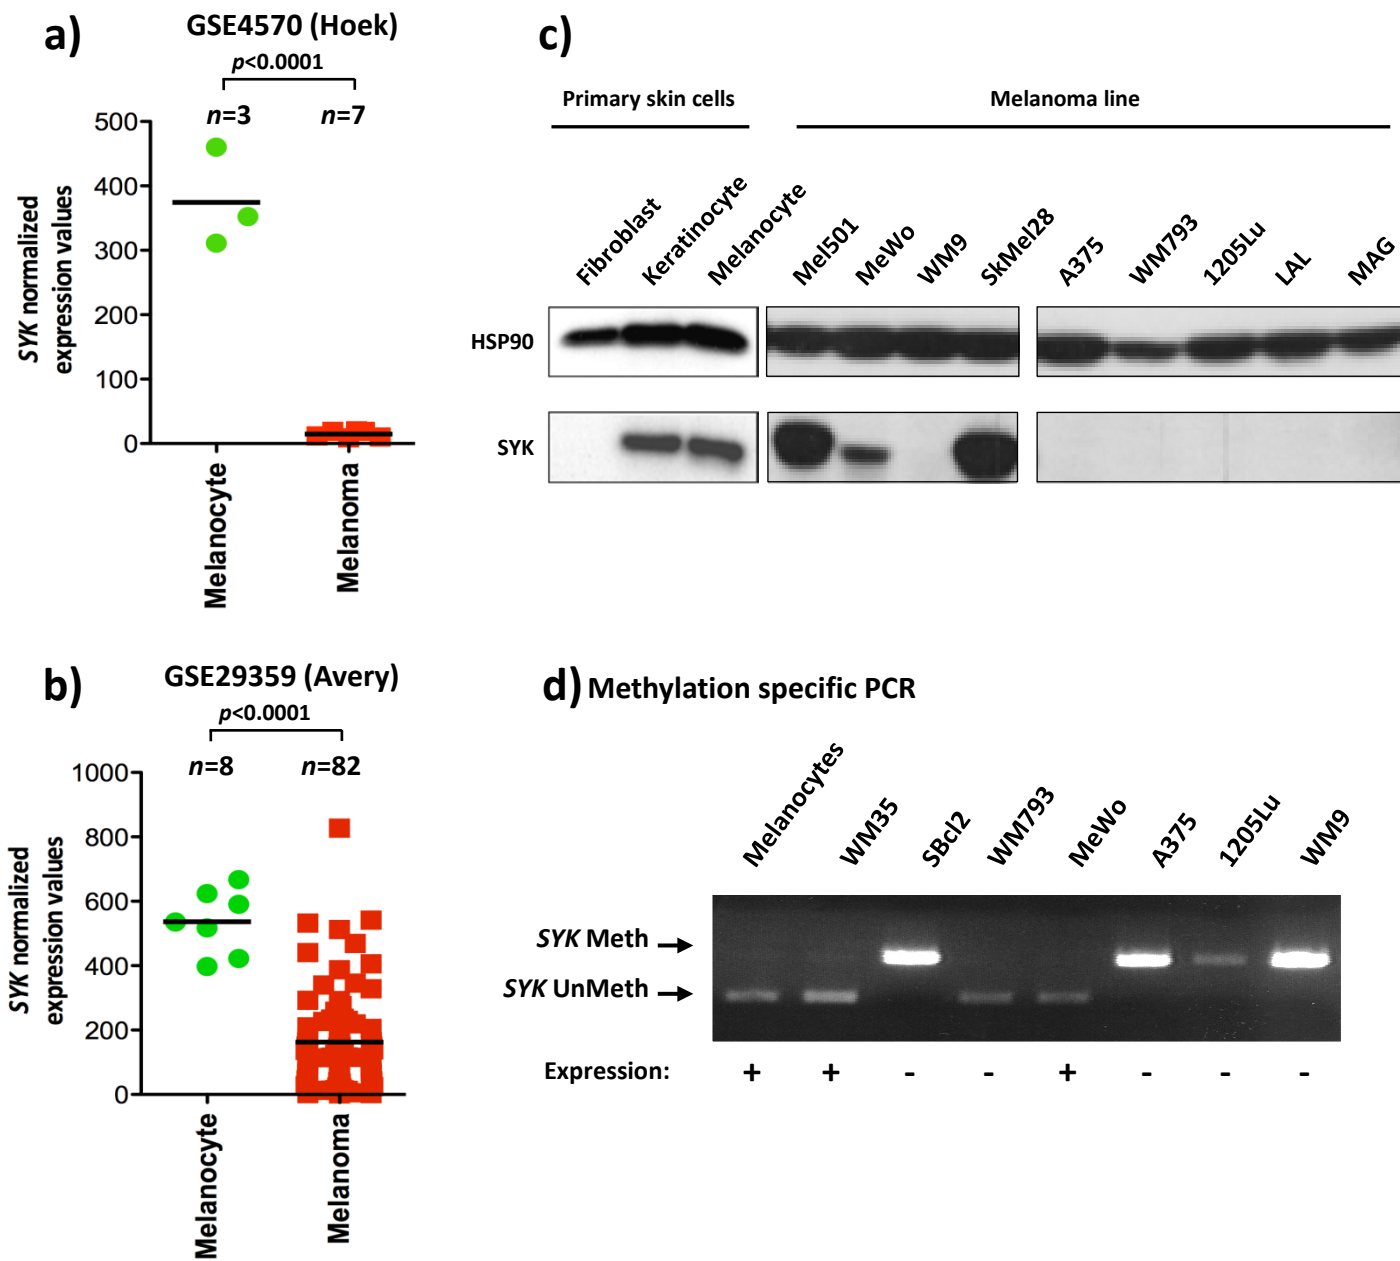 a)
GSE4570 (Hoek)
p<0.0001
n=3 n=7
500
400
300
200
100
0
SYK normalized
expression values
Melanocyte
Melanoma
b)
GSE29359 (Avery)
p<0.0001
n=8 n=82
1000
800
600
400
200
0
SYK normalized
expression values
Melanocyte
Melanoma
c)
Primary skin cells Melanoma line
Fibroblast
Keratinocyte
Melanocyte
Mel501
MeWo
WM9
SkMel28
A375
WM793
1205Lu
LAL
MAG
HSP90
SYK
d) Methylation specific PCR
Melanocytes
WM35
SBcl2
WM793
MeWo
A375
1205Lu
WM9
SYK Meth
SYK UnMeth
Expression: + + - - + - - -